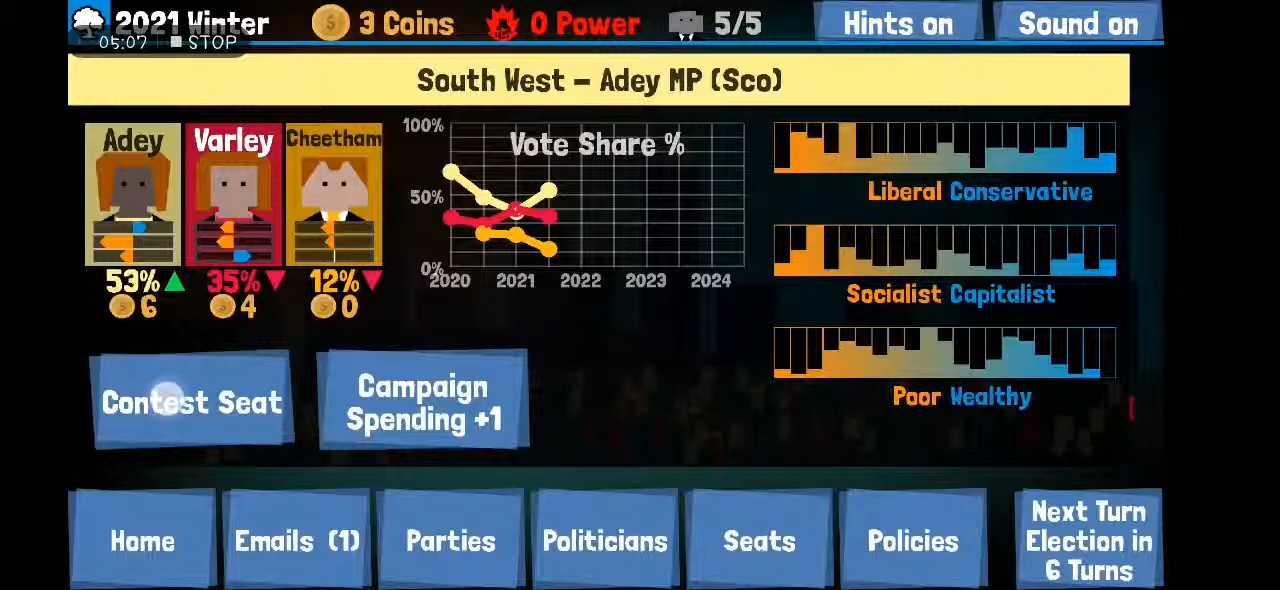 2021 Winter
3 Coins
0 Power
5/5
Hints on
Sound on
05:07 STOP
South West – Adey MP (Sco)
Adey
Varley
Cheetham
53%
35%
12%
6
4
0
Vote Share %
100%
50%
0%
2020
2021
2022
2023
2024
Liberal Conservative
Socialist Capitalist
Poor Wealthy
Contest Seat
Campaign
Spending +1
Home
Emails (1)
Parties
Politicians
Seats
Policies
Next Turn
Election in
6 Turns